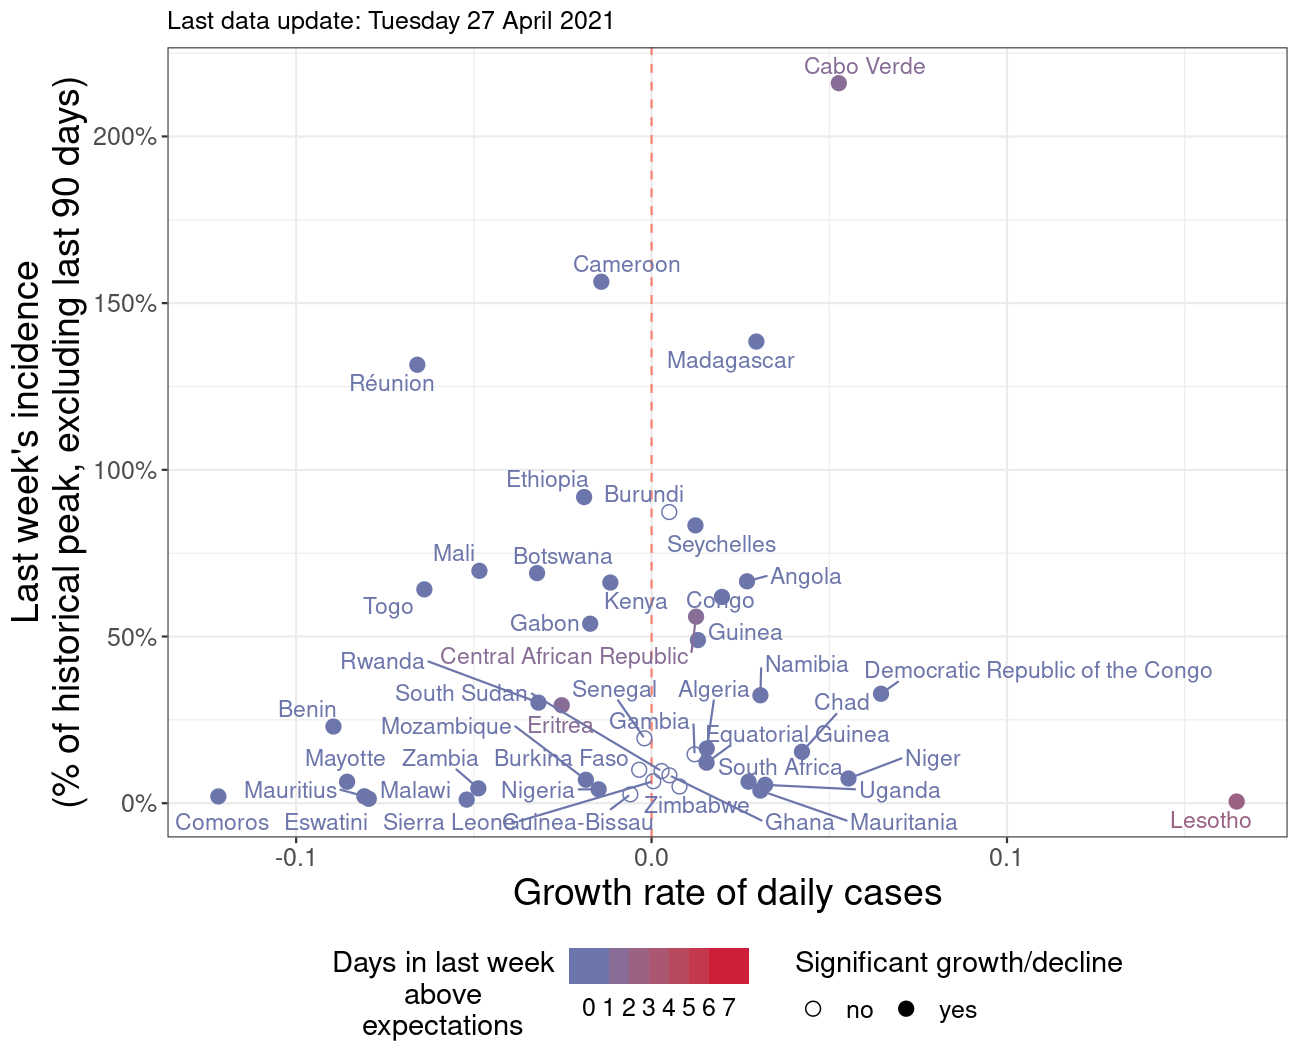 Last data update: Tuesday 27 April 2021
Last week's incidence
(% of historical peak, excluding last 90 days)
200%
150%
100%
50%
0%
Cabo Verde
Cameroon
Madagascar
Réunion
Ethiopia
Burundi
Seychelles
Mali
Botswana
Angola
Togo
Kenya
Congo
Gabon
Guinea
Rwanda
Central African Republic
Namibia
Democratic Republic of the Congo
South Sudan
Senegal
Algeria
Chad
Benin
Mozambique
Eritrea
Gambia
Equatorial Guinea
Mayotte
Zambia
Burkina Faso
South Africa
Niger
Mauritius
Malawi
Nigeria
Zimbabwe
Uganda
Comoros
Eswatini
Sierra Leone
Guinea-Bissau
Ghana
Mauritania
Lesotho
-0.1
0.0
0.1
Growth rate of daily cases
Days in last week
above
expectations
0 1 2 3 4 5 6 7
Significant growth/decline
no
yes